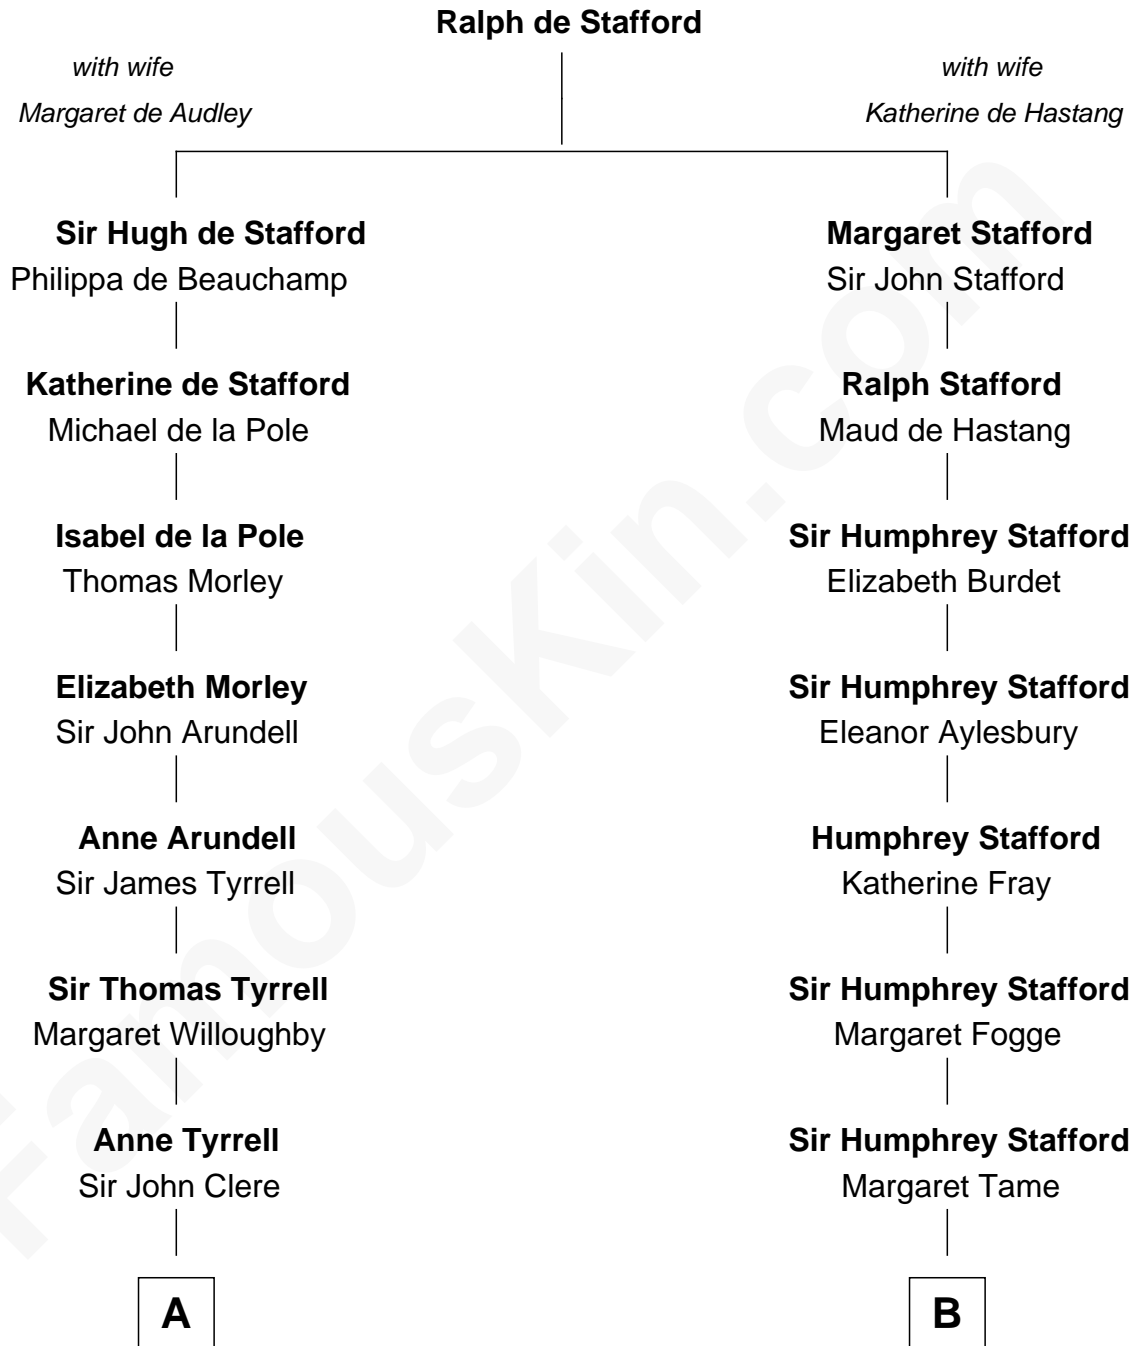 Ralph de Stafford
with wife
Margaret de Audley
with wife
Katherine de Hastang
Sir Hugh de Stafford
Philippa de Beauchamp
Katherine de Stafford
Michael de la Pole
Isabel de la Pole
Thomas Morley
Elizabeth Morley
Sir John Arundell
Anne Arundell
Sir James Tyrrell
Sir Thomas Tyrrell
Margaret Willoughby
Anne Tyrrell
Sir John Clere
A
Margaret Stafford
Sir John Stafford
Ralph Stafford
Maud de Hastang
Sir Humphrey Stafford
Elizabeth Burdet
Sir Humphrey Stafford
Eleanor Aylesbury
Humphrey Stafford
Katherine Fray
Sir Humphrey Stafford
Margaret Fogge
Sir Humphrey Stafford
Margaret Tame
B
FamousKin.com